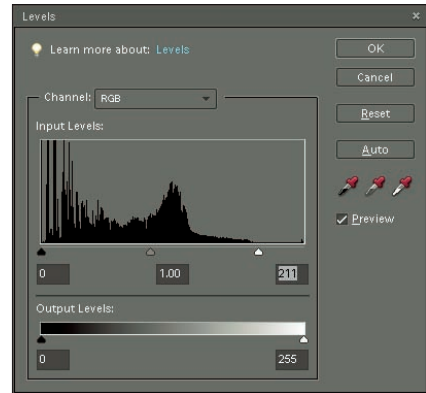 Levels
Learn more about: Levels
OK
Cancel
Channel: RGB
Reset
Input Levels:
Auto
Preview
0 1.00 211
Output Levels:
0 255